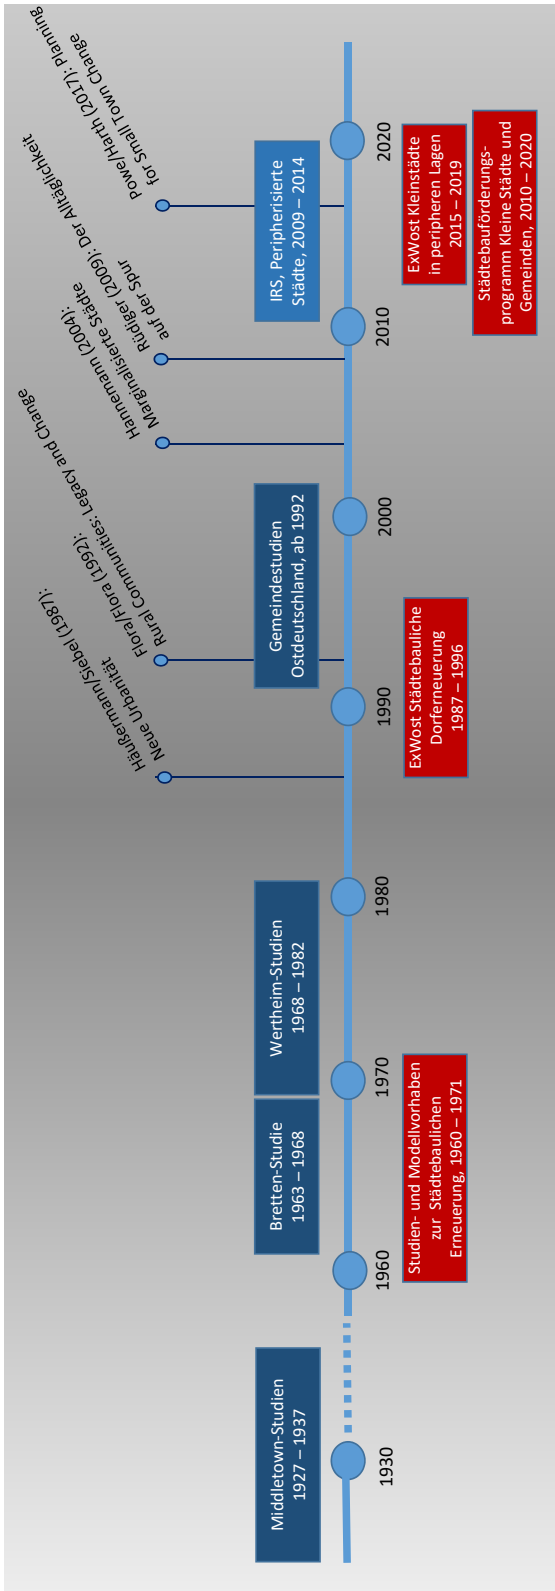 Häußermann/Siebel (1987):
Neue Urbanität
Flora/Flora (1992):
Rural Communities: Legacy and Change
Hannemann (2004):
Marginalisierte Städte
Rüdiger (2009): Der Alltäglichkeit
auf der Spur
Powe/Harth (2017): Planning
for Small Town Change
Middletown-Studien
1927 – 1937
Bretten-Studie
1963 – 1968
Wertheim-Studien
1968 – 1982
Gemeindestudien
Ostdeutschland, ab 1992
IRS, Peripherisierte
Städte, 2009 – 2014
1930
1960
1970
1980
1990
2000
2010
2020
Studien- und Modellvorhaben
zur Städtebaulichen
Erneuerung, 1960 – 1971
ExWost Städtebauliche
Dorferneuerung
1987 – 1996
ExWost Kleinstädte
in peripheren Lagen
2015 – 2019
Städtebauförderungs-
programm Kleine Städte und
Gemeinden, 2010 – 2020